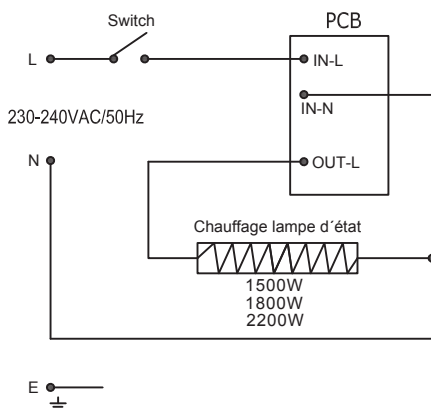 Switch
PCB
L
IN-L
IN-N
230-240VAC/50Hz
N
OUT-L
Chauffage lampe d´état
1500W
1800W
2200W
E